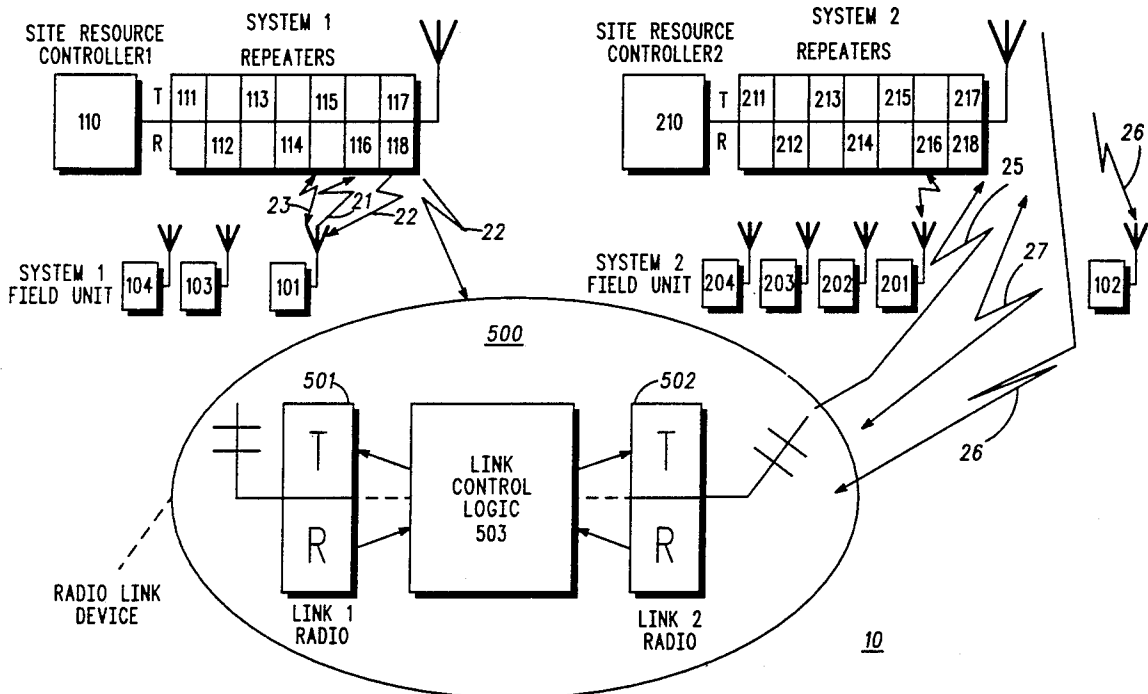 SYSTEM 1
REPEATERS
SITE RESOURCE
CONTROLLER1
110
T
R
111
113
115
117
112
114
116
118
23
21
22
22
SYSTEM 1
FIELD UNIT
104
103
101
SYSTEM 2
REPEATERS
SITE RESOURCE
CONTROLLER2
210
T
R
211
213
215
217
212
214
216
218
25
26
27
SYSTEM 2
FIELD UNIT
204
203
202
201
102
26
500
501
T
R
LINK 1
RADIO
LINK
CONTROL
LOGIC
503
502
T
R
LINK 2
RADIO
RADIO LINK
DEVICE
10